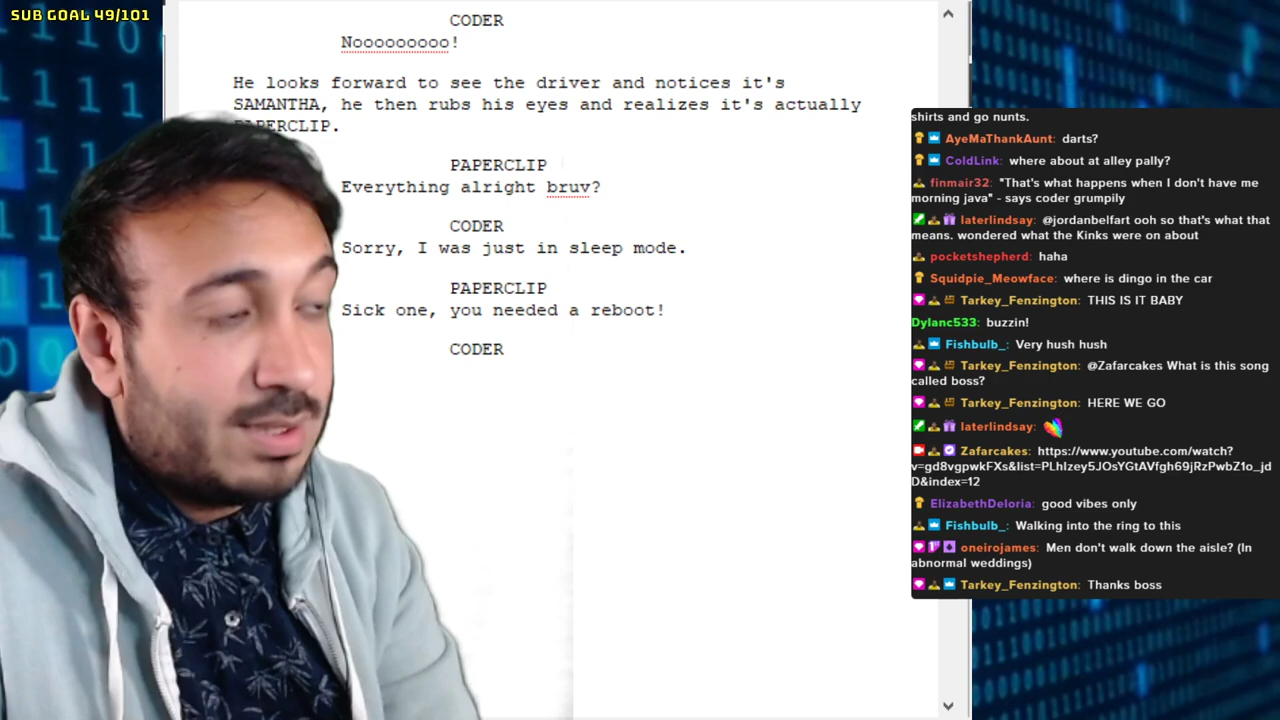 SUB GOAL 49/101
CODER
Nooooooooo!
He looks forward to see the driver and notices it's
SAMANTHA, he then rubs his eyes and realizes it's actually
PAPERCLIP.
PAPERCLIP
Everything alright bruv?
CODER
Sorry, I was just in sleep mode.
PAPERCLIP
Sick one, you needed a reboot!
CODER
shirts and go nunts.
AyeMaThankAunt: darts?
ColdLink: where about at alley pally?
finmair32: "That's what happens when I don't have me
morning java" - says coder grumpily
laterlindsay: @jordanbelfart ooh so that's what that
means. wondered what the Kinks were on about
pocketshepherd: haha
Squidpie_Meowface: where is dingo in the car
Tarkey_Fenzington: THIS IS IT BABY
Dylanc533: buzzin!
Fishbulb_: Very hush hush
Tarkey_Fenzington: @Zafarcakes What is this song
called boss?
Tarkey_Fenzington: HERE WE GO
laterlindsay:
Zafarcakes: https://www.youtube.com/watch?
v=gd8vgpwkFXs&list=PLhIzey5JOsYGtAVfgh69jRzPwbZ1o_jd
D&index=12
ElizabethDeloria: good vibes only
Fishbulb_: Walking into the ring to this
oneirojames: Men don't walk down the aisle? (In
abnormal weddings)
Tarkey_Fenzington: Thanks boss